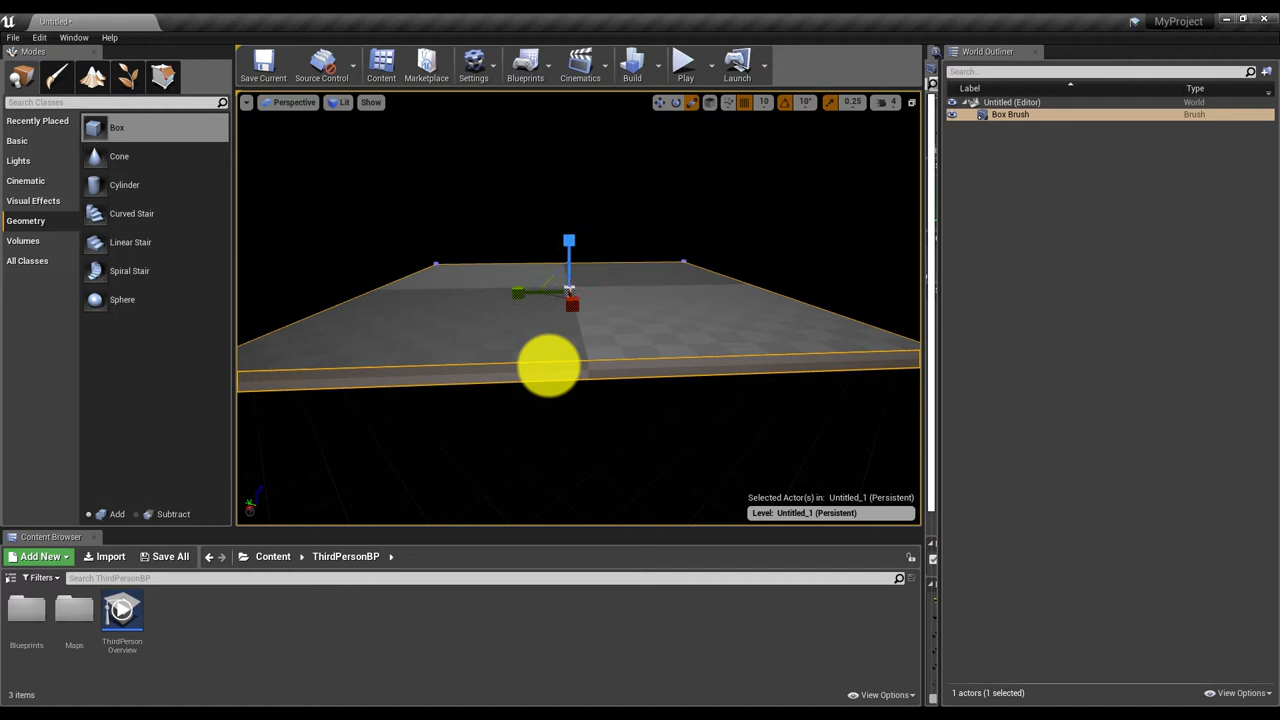 Untitled*
MyProject
File Edit Window Help
Modes
Search Classes
Recently Placed
Basic
Lights
Cinematic
Visual Effects
Geometry
Volumes
All Classes
Box
Cone
Cylinder
Curved Stair
Linear Stair
Spiral Stair
Sphere
Add Subtract
Save Current Source Control Content Marketplace Settings Blueprints Cinematics Build Play Launch
Perspective Lit Show 10 10° 0.25 4
Selected Actor(s) in: Untitled_1 (Persistent)
Level: Untitled_1 (Persistent)
World Outliner
Search...
Label Type
Untitled (Editor) World
Box Brush Brush
1 actors (1 selected) View Options
Content Browser
Add New Import Save All Content ThirdPersonBP
Filters Search ThirdPersonBP
Blueprints
Maps
ThirdPerson
Overview
3 items View Options